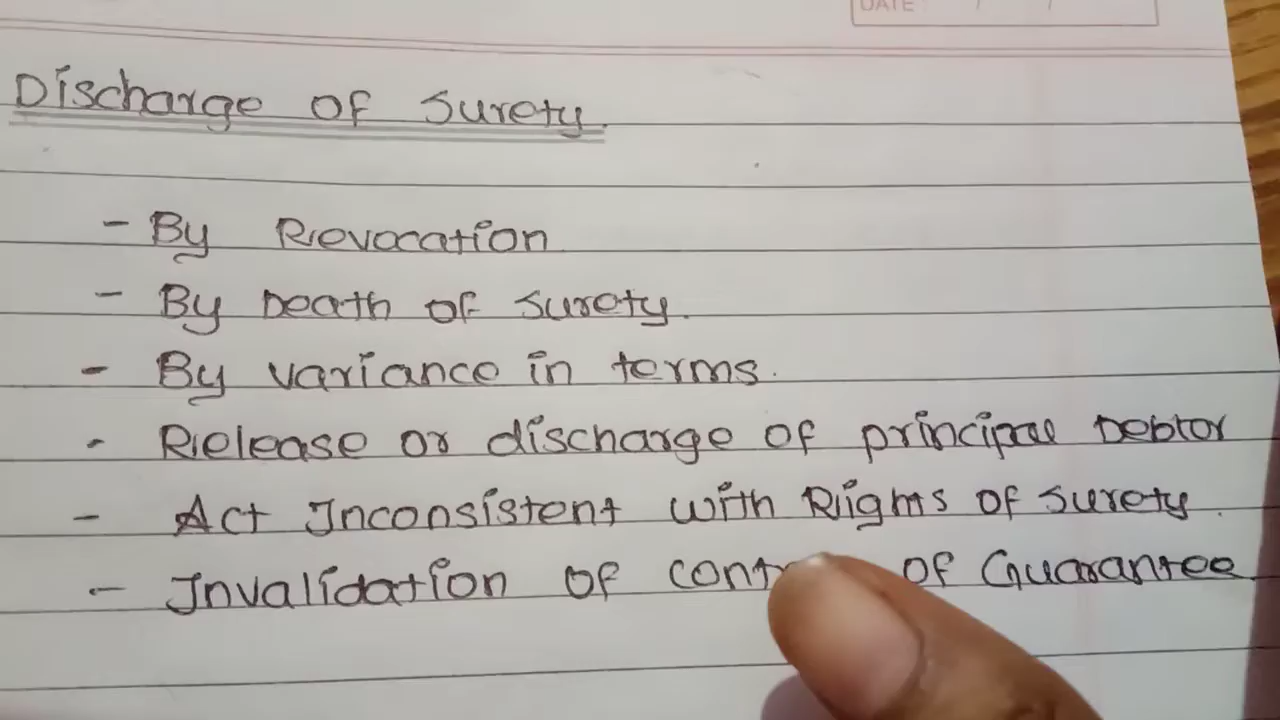 DATE / /
Discharge of Surety.
- By Revocation
- By Death of Surety.
- By variance in terms.
- Release or discharge of principal Debtor
- Act Inconsistent with Rights of Surety.
- Invalidation of of Guarantee